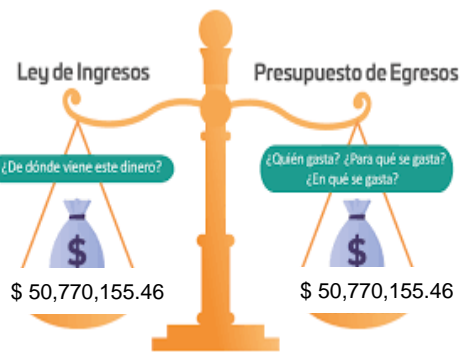 Ley de Ingresos
Presupuesto de Egresos
¿De dónde viene este dinero?
¿Quién gasta? ¿Para qué se gasta?
¿En qué se gasta?
$
$
$ 50,770,155.46
$ 50,770,155.46